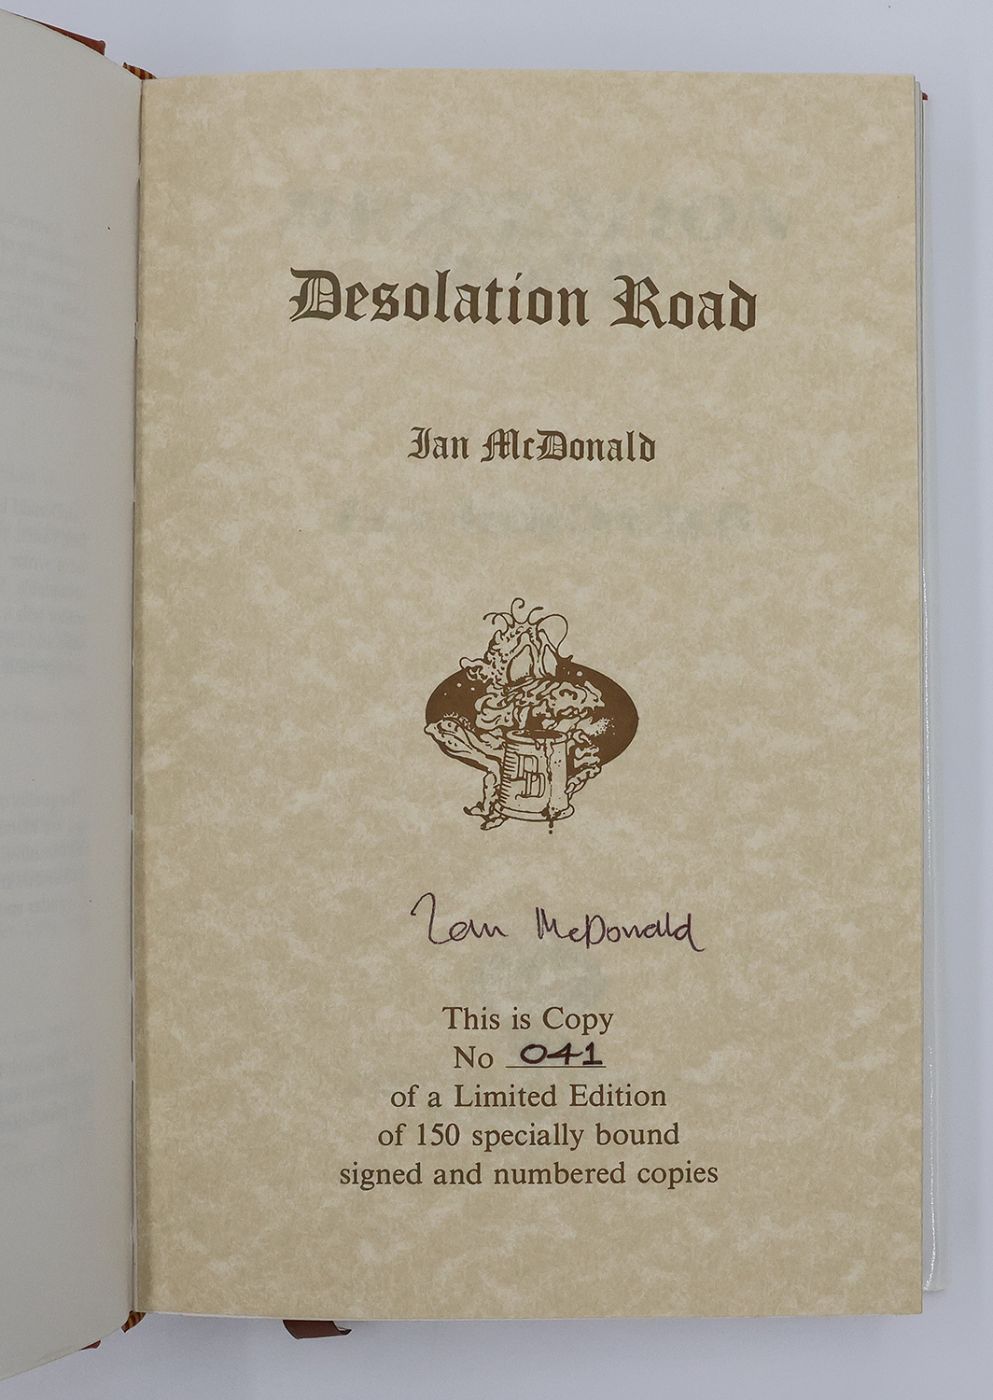 Desolation Road
Ian McDonald
DD
Ian McDonald
This is Copy
No 041
of a Limited Edition
of 150 specially bound
signed and numbered copies